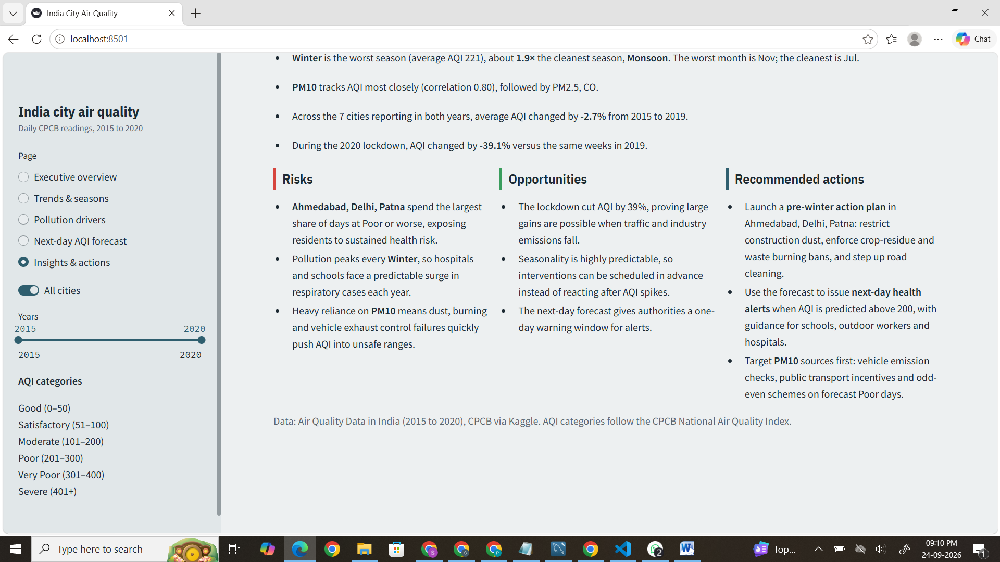 India City Air Quality
localhost:8501
Chat
India city air quality
Daily CPCB readings, 2015 to 2020
Page
Executive overview
Trends & seasons
Pollution drivers
Next-day AQI forecast
Insights & actions
All cities
Years
2015 2020
2015 2020
AQI categories
Good (0–50)
Satisfactory (51–100)
Moderate (101–200)
Poor (201–300)
Very Poor (301–400)
Severe (401+)
Winter is the worst season (average AQI 221), about 1.9× the cleanest season, Monsoon. The worst month is Nov; the cleanest is Jul.
PM10 tracks AQI most closely (correlation 0.80), followed by PM2.5, CO.
Across the 7 cities reporting in both years, average AQI changed by -2.7% from 2015 to 2019.
During the 2020 lockdown, AQI changed by -39.1% versus the same weeks in 2019.
Risks
Ahmedabad, Delhi, Patna spend the largest
share of days at Poor or worse, exposing
residents to sustained health risk.
Pollution peaks every Winter, so hospitals
and schools face a predictable surge in
respiratory cases each year.
Heavy reliance on PM10 means dust, burning
and vehicle exhaust control failures quickly
push AQI into unsafe ranges.
Opportunities
The lockdown cut AQI by 39%, proving large
gains are possible when traffic and industry
emissions fall.
Seasonality is highly predictable, so
interventions can be scheduled in advance
instead of reacting after AQI spikes.
The next-day forecast gives authorities a one-
day warning window for alerts.
Recommended actions
Launch a pre-winter action plan in
Ahmedabad, Delhi, Patna: restrict
construction dust, enforce crop-residue and
waste burning bans, and step up road
cleaning.
Use the forecast to issue next-day health
alerts when AQI is predicted above 200, with
guidance for schools, outdoor workers and
hospitals.
Target PM10 sources first: vehicle emission
checks, public transport incentives and odd-
even schemes on forecast Poor days.
Data: Air Quality Data in India (2015 to 2020), CPCB via Kaggle. AQI categories follow the CPCB National Air Quality Index.
Type here to search
S
S
P
2
W
Top...
09:10 PM
24-09-2026
1